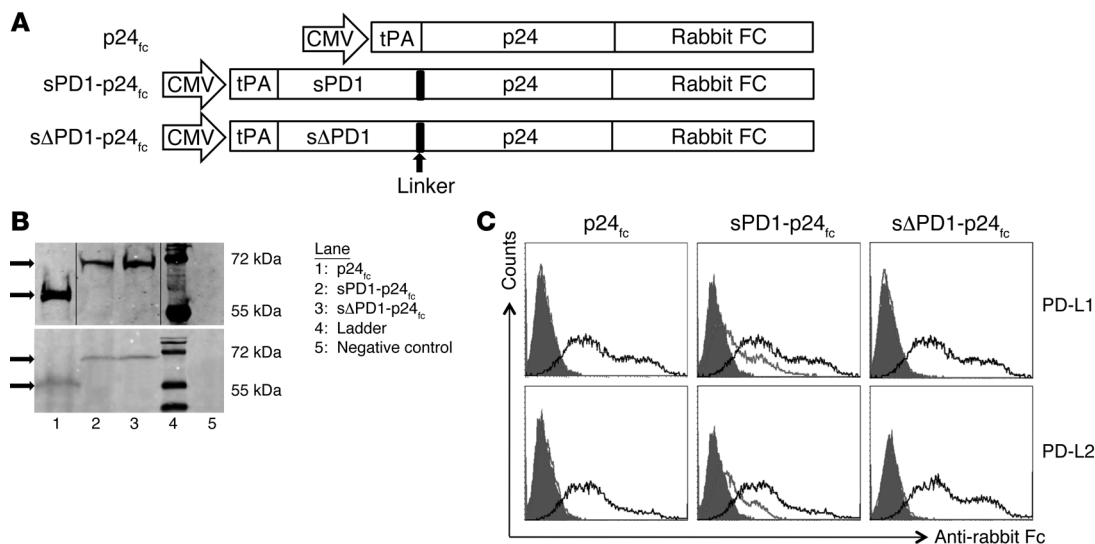 A
p24fc
CMV tPA p24 Rabbit FC
sPD1-p24fc
CMV tPA sPD1 p24 Rabbit FC
sΔPD1-p24fc
CMV tPA sΔPD1 p24 Rabbit FC
Linker
B
72 kDa
55 kDa
72 kDa
55 kDa
1 2 3 4 5
Lane
1: p24fc
2: sPD1-p24fc
3: sΔPD1-p24fc
4: Ladder
5: Negative control
C
p24fc sPD1-p24fc sΔPD1-p24fc
Counts
PD-L1
PD-L2
Anti-rabbit Fc